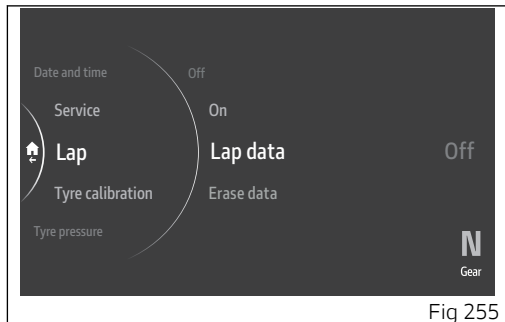 Date and time
Service
Lap
Tyre calibration
Tyre pressure
Off
On
Lap data
Erase data
Off
N
Gear
Fig 255